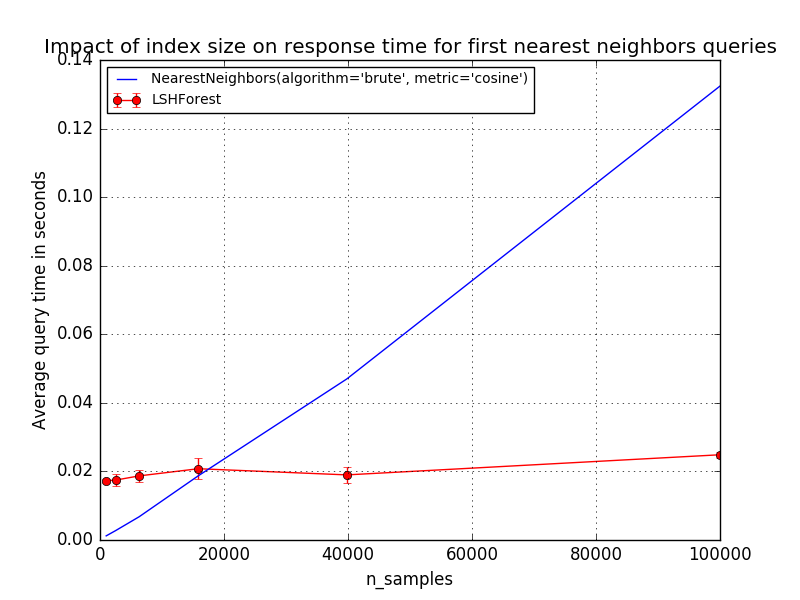 Impact of index size on response time for first nearest neighbors queries
NearestNeighbors(algorithm='brute', metric='cosine')
LSHForest
Average query time in seconds
0.14
0.12
0.10
0.08
0.06
0.04
0.02
0.00
0 20000 40000 60000 80000 100000
n_samples